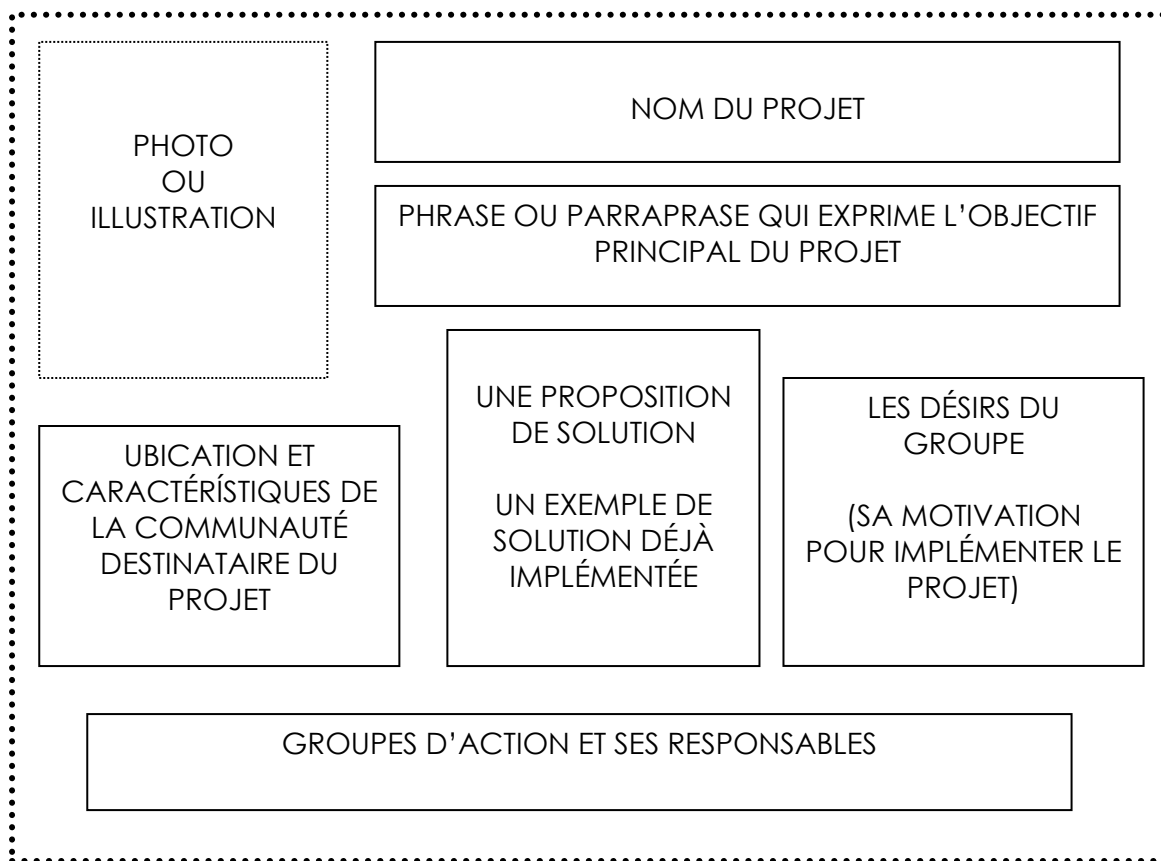 PHOTO
OU
ILLUSTRATION
NOM DU PROJET
PHRASE OU PARRAPRASE QUI EXPRIME L’OBJECTIF
PRINCIPAL DU PROJET
UBICATION ET
CARACTÉRÍSTIQUES DE
LA COMMUNAUTÉ
DESTINATAIRE DU
PROJET
UNE PROPOSITION
DE SOLUTION
UN EXEMPLE DE
SOLUTION DÉJÀ
IMPLÉMENTÉE
LES DÉSIRS DU
GROUPE
(SA MOTIVATION
POUR IMPLÉMENTER LE
PROJET)
GROUPES D’ACTION ET SES RESPONSABLES